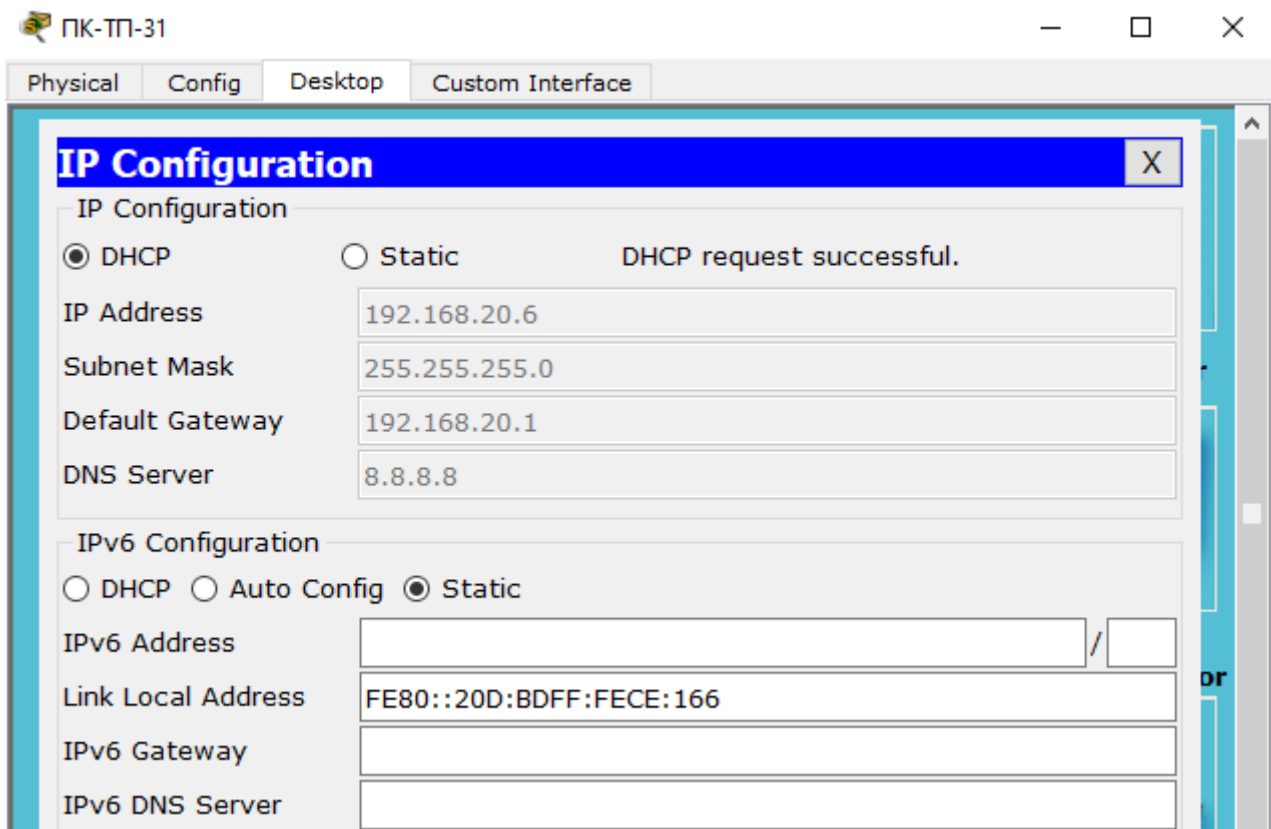 ПК-ТП-31
Physical Config Desktop Custom Interface
IP Configuration X
IP Configuration
DHCP Static DHCP request successful.
IP Address 192.168.20.6
Subnet Mask 255.255.255.0
Default Gateway 192.168.20.1
DNS Server 8.8.8.8
IPv6 Configuration
DHCP Auto Config Static
IPv6 Address /
Link Local Address FE80::20D:BDFF:FECE:166
or
IPv6 Gateway
IPv6 DNS Server